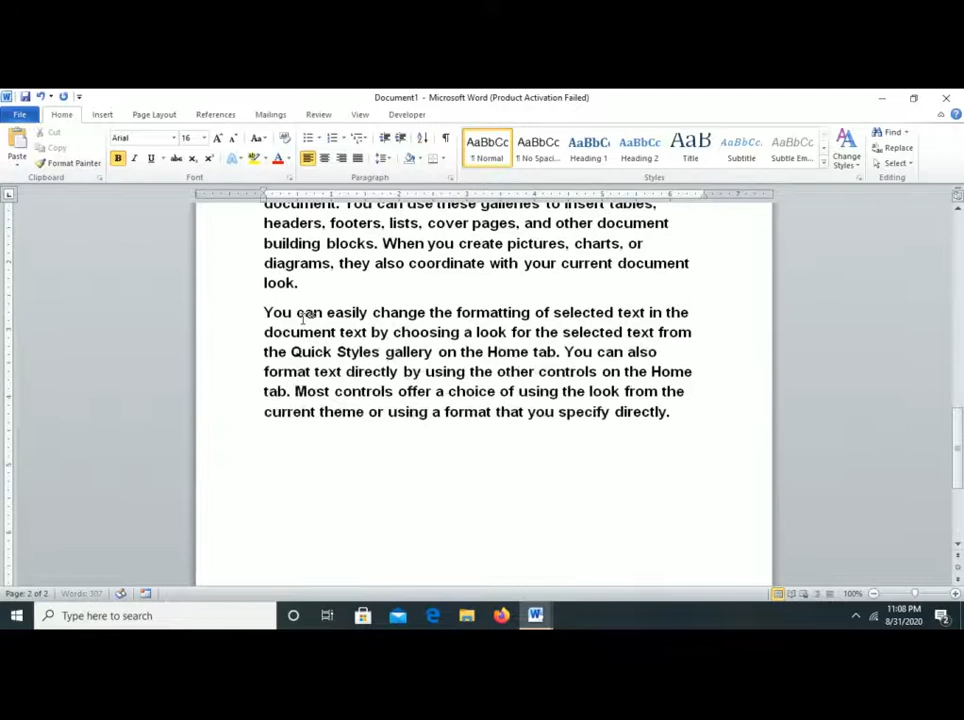 Document1 - Microsoft Word (Product Activation Failed)
File Home Insert Page Layout References Mailings Review View Developer
Paste
Cut
Copy
Format Painter
Clipboard
Arial 16
Font
Paragraph
AaBbCc AaBbCc AaBbCc AaBbCc AaB AaBbCc. AaBbCc
¶ Normal ¶ No Spaci... Heading 1 Heading 2 Title Subtitle Subtle Em...
Change
Styles
Styles
Find
Replace
Select
Editing
document. You can use these galleries to insert tables,
headers, footers, lists, cover pages, and other document
building blocks. When you create pictures, charts, or
diagrams, they also coordinate with your current document
look.
You can easily change the formatting of selected text in the
document text by choosing a look for the selected text from
the Quick Styles gallery on the Home tab. You can also
format text directly by using the other controls on the Home
tab. Most controls offer a choice of using the look from the
current theme or using a format that you specify directly.
Page: 2 of 2 Words: 307
100%
Type here to search
11:08 PM
8/31/2020